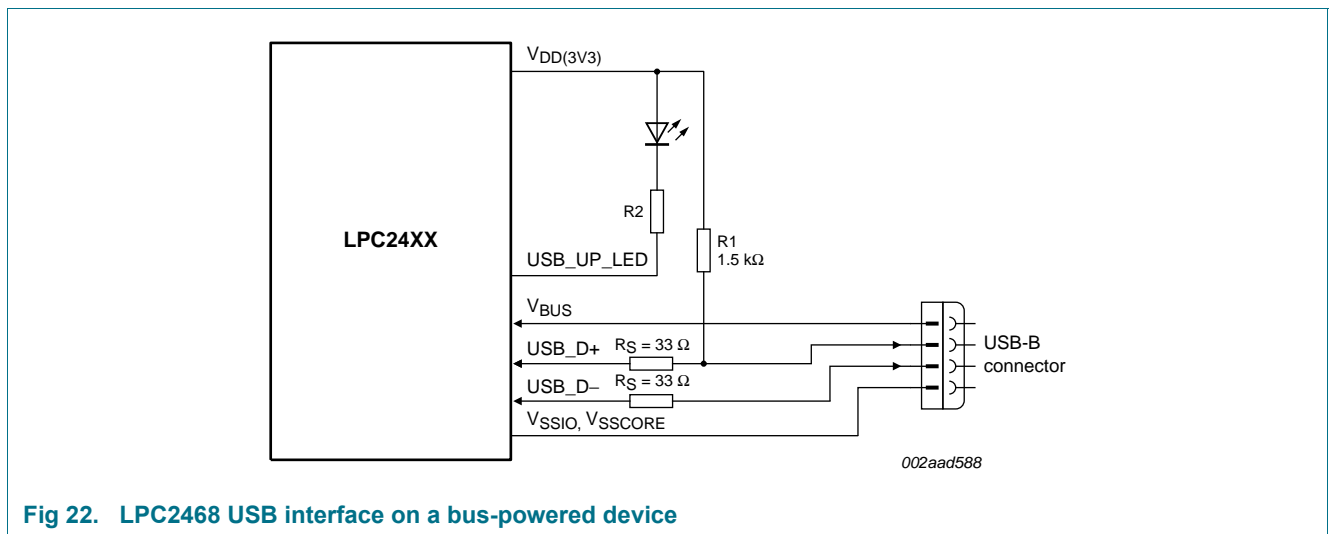 VDD(3V3)
R2
R1
1.5 kΩ
LPC24XX
USB_UP_LED
VBUS
USB_D+
RS = 33 Ω
USB-B
connector
USB_D−
RS = 33 Ω
VSSIO, VSSCORE
002aad588
Fig 22. LPC2468 USB interface on a bus-powered device